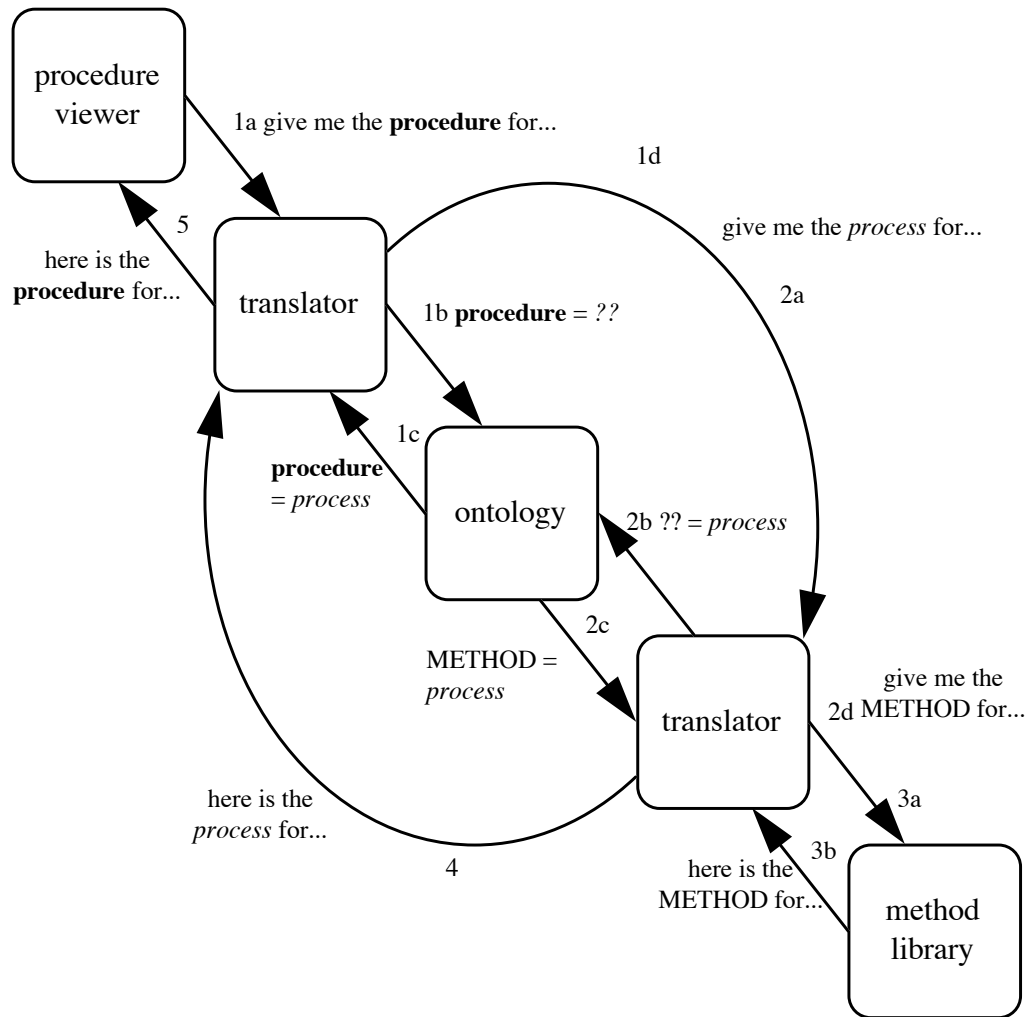 procedure
viewer
1a give me the procedure for...
1d
5
give me the process for...
here is the
procedure for...
translator
2a
1b procedure = ??
1c
procedure
= process
ontology
2b ?? = process
2c
METHOD =
process
give me the
2d METHOD for...
translator
here is the
process for...
3a
4
3b
here is the
METHOD for...
method
library